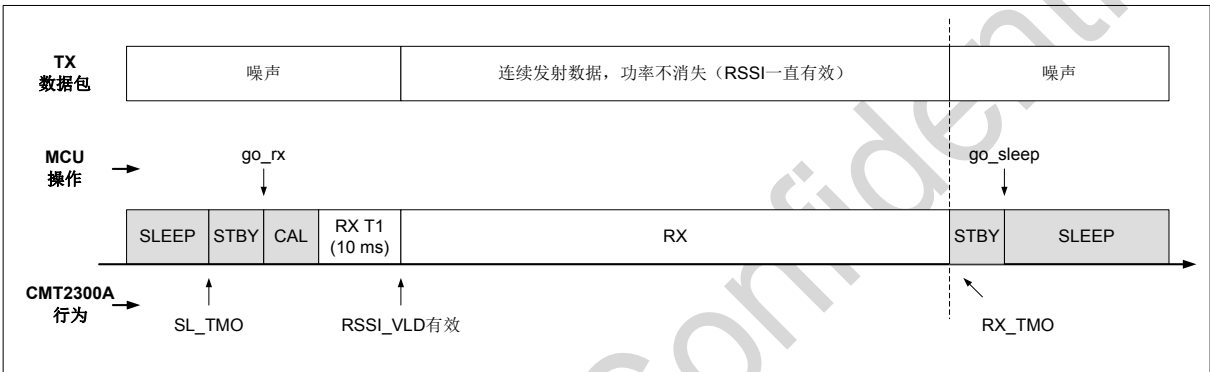 TX
数据包
噪声
连续发射数据，功率不消失（RSSI一直有效）
噪声
MCU
操作
go_rx
go_sleep
SLEEP
STBY
CAL
RX T1
(10 ms)
RX
STBY
SLEEP
CMT2300A
行为
SL_TMO
RSSI_VLD有效
RX_TMO
Confidenti